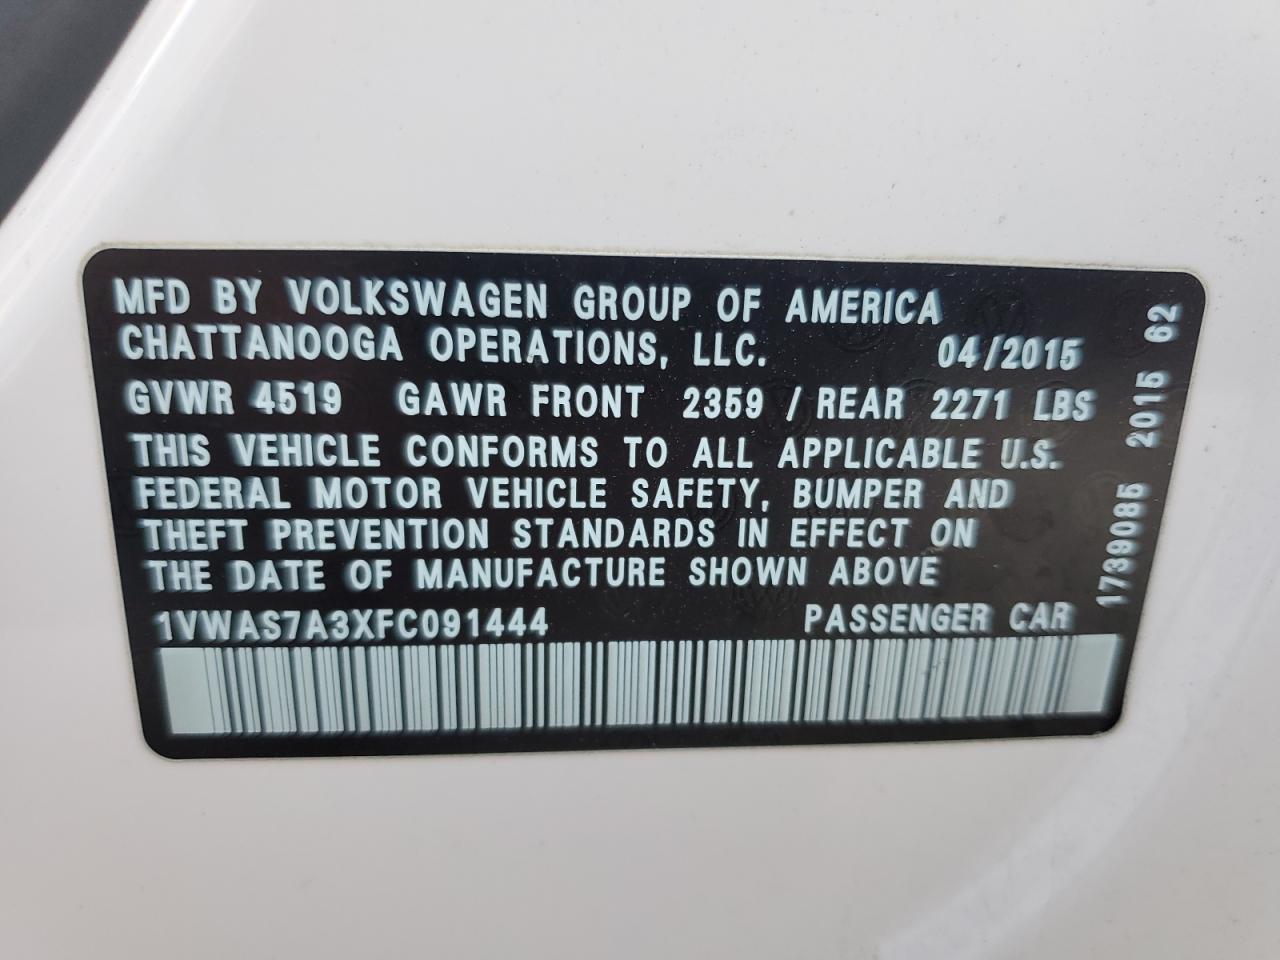 MFD BY VOLKSWAGEN GROUP OF AMERICA
CHATTANOOGA OPERATIONS, LLC. 04/2015
GVWR 4519 GAWR FRONT 2359 / REAR 2271 LBS
THIS VEHICLE CONFORMS TO ALL APPLICABLE U.S.
FEDERAL MOTOR VEHICLE SAFETY, BUMPER AND
THEFT PREVENTION STANDARDS IN EFFECT ON
THE DATE OF MANUFACTURE SHOWN ABOVE
1VWAS7A3XFC091444 PASSENGER CAR
1739085 2015 62